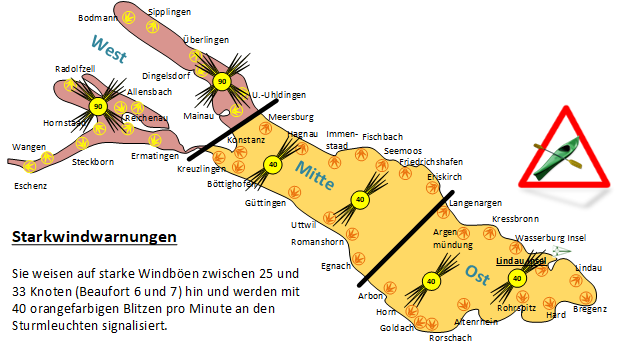 Bodmann
Sipplingen
Überlingen
West
Radolfzell
Dingelsdorf
90
U.-Uhldingen
Allensbach
90
Mainau
Meersburg
Hornstaad
Reichenau
Konstanz
Hagnau
Immen-
staad
Fischbach
Seemoos
Friedrichshafen
Eriskirch
Wangen
Ermatingen
Steckborn
Kreuzlingen
40
Mitte
Eschenz
Böttighofen
40
Güttingen
Langenargen
Kressbronn
Uttwil
Argen
mündung
Wasserburg Insel
Romanshorn
Lindau Insel
Starkwindwarnungen
Egnach
Ost
Lindau
40
40
Sie weisen auf starke Windböen zwischen 25 und
33 Knoten (Beaufort 6 und 7) hin und werden mit
40 orangefarbigen Blitzen pro Minute an den
Sturmleuchten signalisiert.
Arbon
Horn
Goldach
Altenrhein
Rohrspitz
Hard
Bregenz
Rorschach